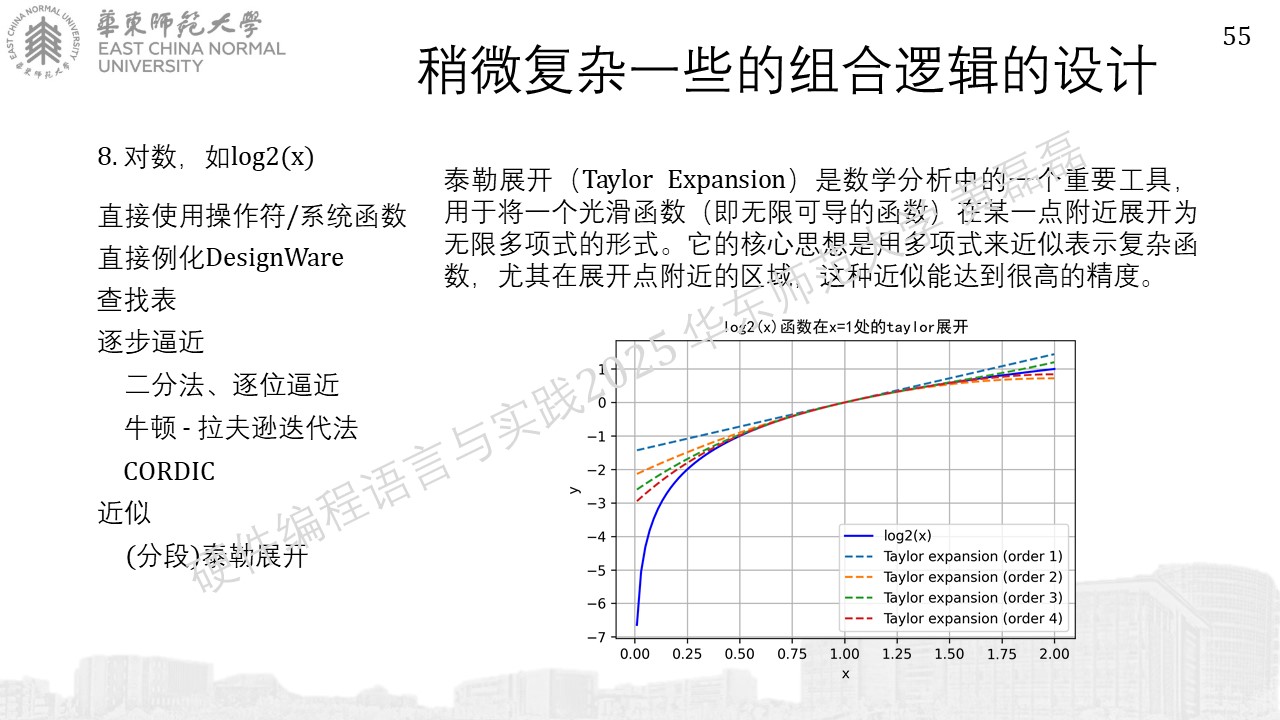 華東師範大學
EAST CHINA NORMAL
UNIVERSITY
EAST CHINA NORMAL UNIVERSITY
華東師範大學
55
稍微复杂一些的组合逻辑的设计
8. 对数，如log2(x)
直接使用操作符/系统函数
直接例化DesignWare
查找表
逐步逼近
二分法、逐位逼近
牛顿 - 拉夫逊迭代法
CORDIC
近似
(分段)泰勒展开
泰勒展开（Taylor Expansion）是数学分析中的一个重要工具，
用于将一个光滑函数（即无限可导的函数）在某一点附近展开为
无限多项式的形式。它的核心思想是用多项式来近似表示复杂函
数，尤其在展开点附近的区域，这种近似能达到很高的精度。
log2(x)函数在x=1处的taylor展开
1
0
−1
−2
−3
−4
−5
−6
−7
y
log2(x)
Taylor expansion (order 1)
Taylor expansion (order 2)
Taylor expansion (order 3)
Taylor expansion (order 4)
0.00 0.25 0.50 0.75 1.00 1.25 1.50 1.75 2.00
x
硬件编程语言与实践2025 华东师范大学 黄磊磊